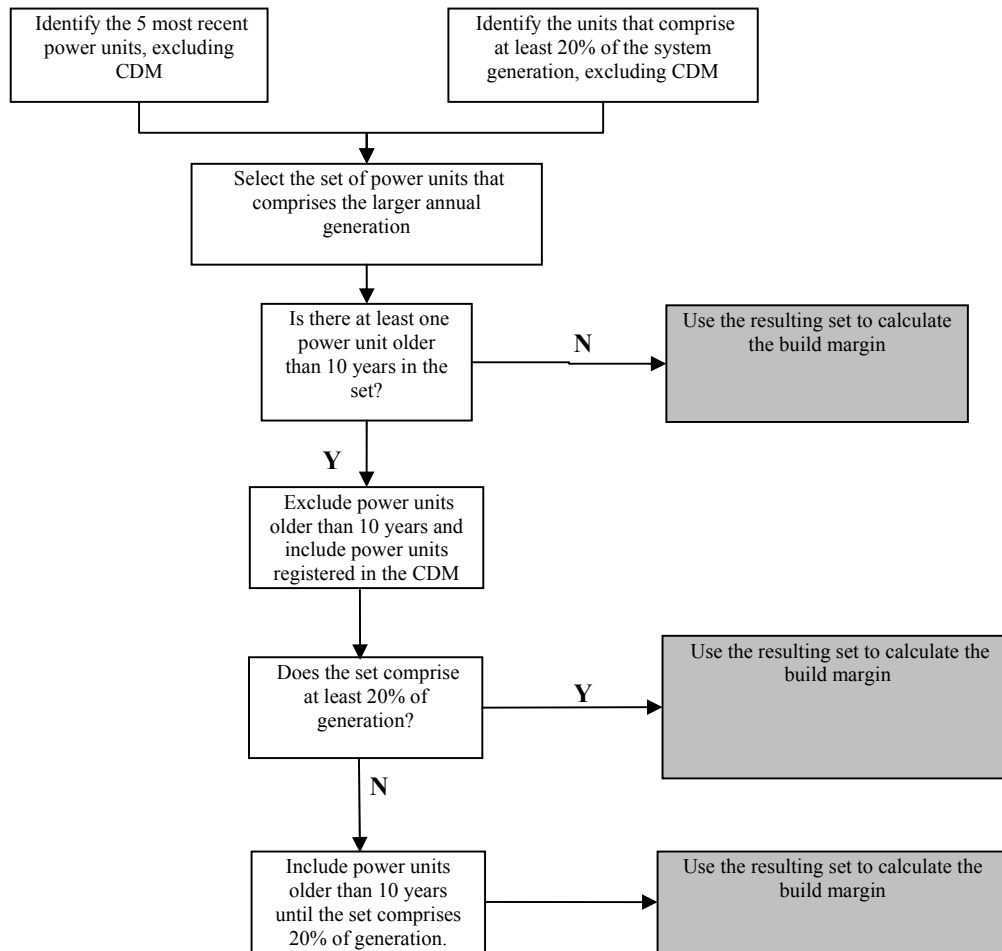 Identify the 5 most recent
power units, excluding
CDM
Identify the units that comprise
at least 20% of the system
generation, excluding CDM
Select the set of power units that
comprises the larger annual
generation
Is there at least one
power unit older
than 10 years in the
set?
N
Use the resulting set to calculate
the build margin
Y
Exclude power units
older than 10 years and
include power units
registered in the CDM
Does the set comprise
at least 20% of
generation?
Y
Use the resulting set to calculate the
build margin
N
Include power units
older than 10 years
until the set comprises
20% of generation.
Use the resulting set to calculate the
build margin